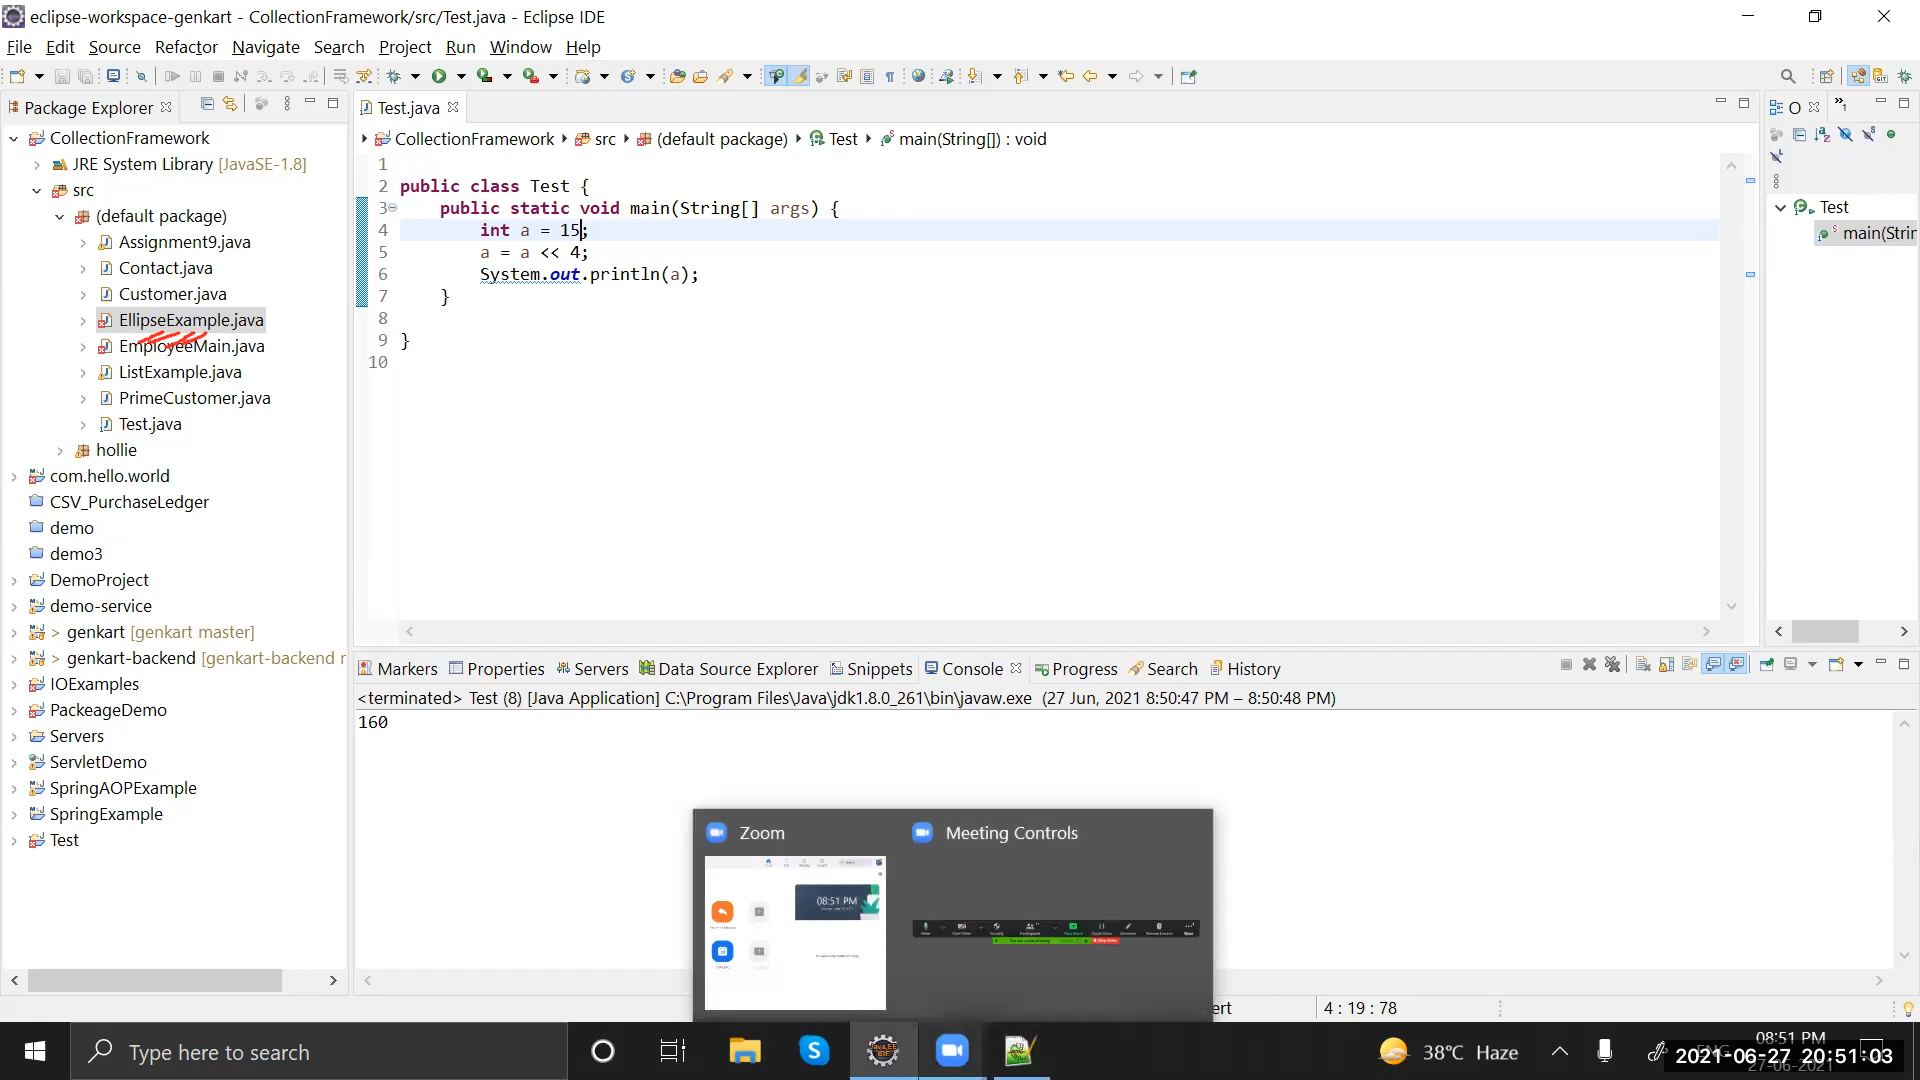 eclipse-workspace-genkart - CollectionFramework/src/Test.java - Eclipse IDE
File Edit Source Refactor Navigate Search Project Run Window Help
Package Explorer
CollectionFramework
JRE System Library [JavaSE-1.8]
src
(default package)
Assignment9.java
Contact.java
Customer.java
EllipseExample.java
EmployeeMain.java
ListExample.java
PrimeCustomer.java
Test.java
hollie
com.hello.world
CSV_PurchaseLedger
demo
demo3
DemoProject
demo-service
> genkart [genkart master]
> genkart-backend [genkart-backend r
IOExamples
PackeageDemo
Servers
ServletDemo
SpringAOPExample
SpringExample
Test
Test.java
CollectionFramework src (default package) Test main(String[]) : void
1
2 public class Test {
3 public static void main(String[] args) {
4 int a = 15;
5 a = a << 4;
6 System.out.println(a);
7 }
8
9 }
10
O
Test
main(Strin
Markers Properties Servers Data Source Explorer Snippets Console Progress Search History
<terminated> Test (8) [Java Application] C:\Program Files\Java\jdk1.8.0_261\bin\javaw.exe (27 Jun, 2021 8:50:47 PM – 8:50:48 PM)
160
Zoom Meeting Controls
08:51 PM
ert 4 : 19 : 78
Type here to search
38°C Haze
08:51 PM
2021-06-27 20:51:03
27-06-2021